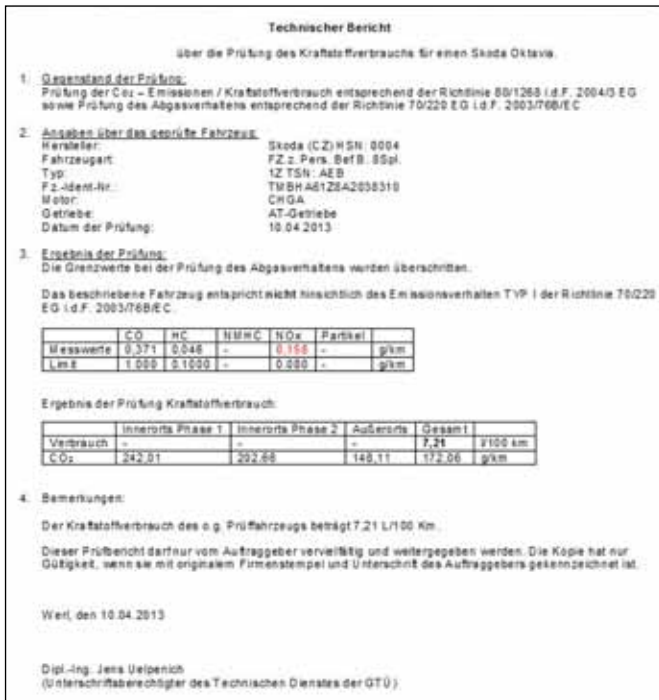 Technischer Bericht
über die Prüfung des Kraftstoffverbrauchs für einen Skoda Oktavia.
1. Gegenstand der Prüfung:
Prüfung der Co₂ – Emissionen / Kraftstoffverbrauch entsprechend der Richtlinie 80/1268 i.d.F. 2004/3 EG
sowie Prüfung des Abgasverhaltens entsprechend der Richtlinie 70/220 EG i.d.F. 2003/76B/EC
2. Angaben über das geprüfte Fahrzeug:
Hersteller: Skoda (CZ) HSN: 0004
Fahrzeugart: FZ.z. Pers. Bef B. 8Spl.
Typ: 1Z TSN: AEB
Fz.-Ident-Nr.: TMBHA61Z8A2038310
Motor: CHGA
Getriebe: AT-Getriebe
Datum der Prüfung: 10.04.2013
3. Ergebnis der Prüfung:
Die Grenzwerte bei der Prüfung des Abgasverhaltens wurden überschritten.
Das beschriebene Fahrzeug entspricht nicht hinsichtlich des Emissionsverhalten TYP I der Richtlinie 70/220
EG i.d.F. 2003/76B/EC.
CO HC NMHC NOx Partikel
Messwerte 0,371 0,046 - 0,158 - g/km
Limit 1.000 0.1000 - 0.080 - g/km
Ergebnis der Prüfung Kraftstoffverbrauch:
Innerorts Phase 1 Innerorts Phase 2 Außerorts Gesamt
Verbrauch - - - 7,21 l/100 km
CO₂ 242,01 202,66 148,11 172,06 g/km
4. Bemerkungen:
Der Kraftstoffverbrauch des o.g. Prüffahrzeugs beträgt 7,21 L/100 Km.
Dieser Prüfbericht darf nur vom Auftraggeber vervielfältig und weitergegeben werden. Die Kopie hat nur
Gültigkeit, wenn sie mit originalem Firmenstempel und Unterschrift des Auftraggebers gekennzeichnet ist.
Werl, den 10.04.2013
Dipl.-Ing. Jens Uelpenich
(Unterschriftsberechtigter des Technischen Dienstes der GTÜ)